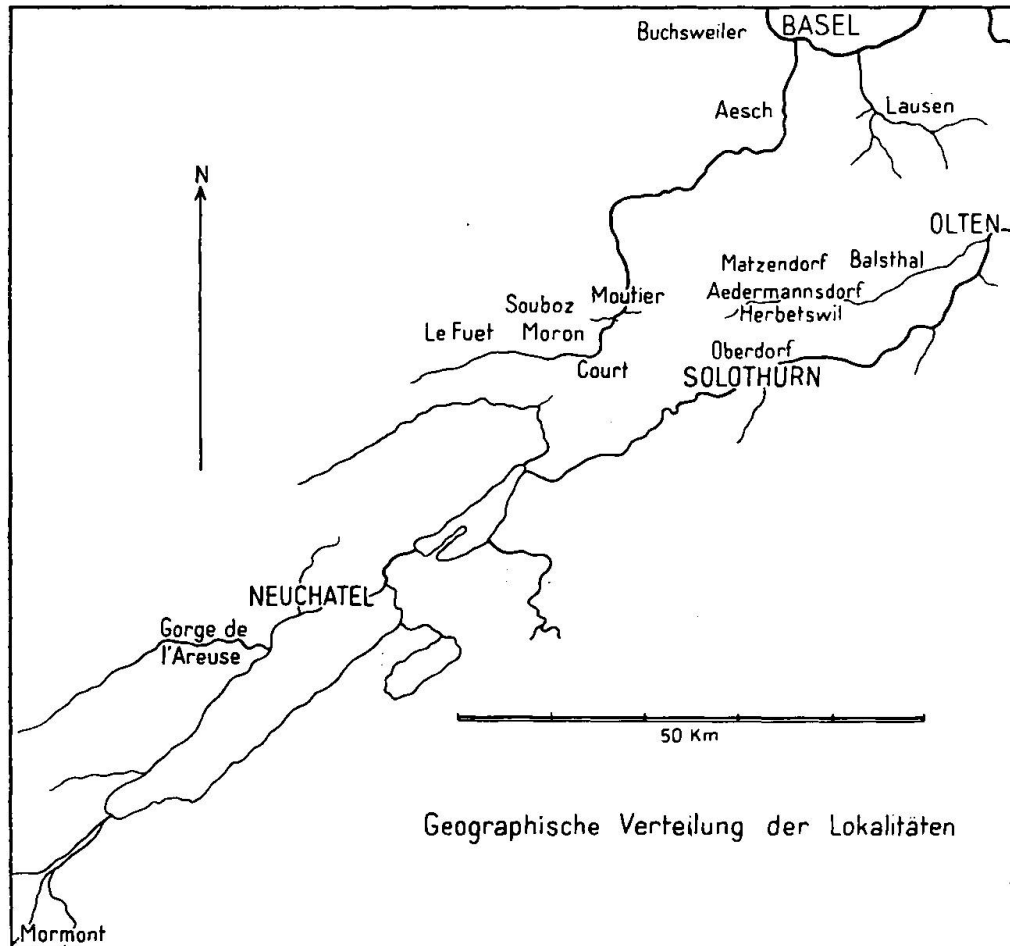 Buchsweiler
BASEL
Aesch
Lausen
N
OLTEN
Matzendorf
Balsthal
Souboz
Moutier
Aedermannsdorf
Herbetswil
Le Fuet
Moron
Court
Oberdorf
SOLOTHURN
NEUCHATEL
Gorge de
l'Areuse
50 Km
Geographische Verteilung der Lokalitäten
Mormont